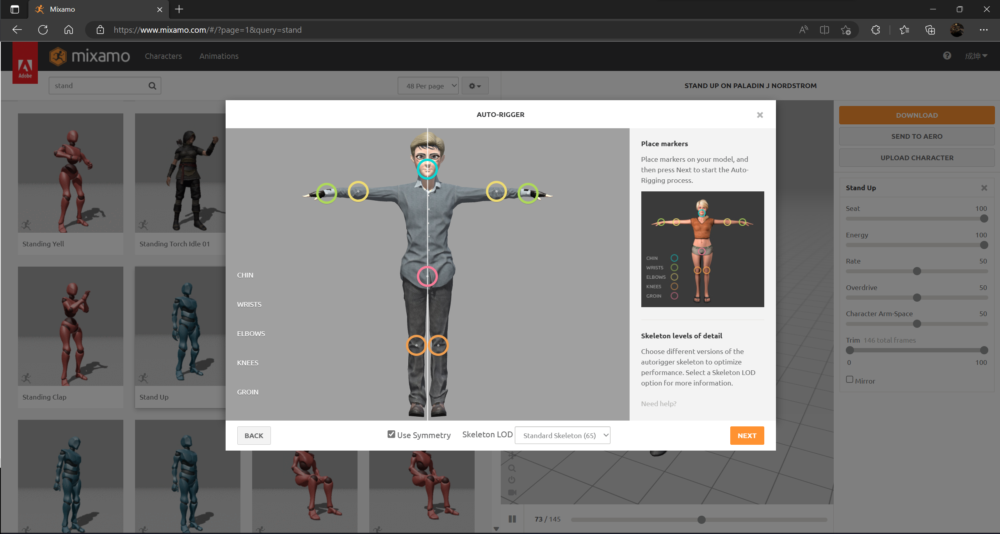 Mixamo
https://www.mixamo.com/#/?page=1&query=stand
Adobe
mixamo
Characters
Animations
成坤
stand
48 Per page
STAND UP ON PALADIN J NORDSTROM
Standing Yell
Standing Torch Idle 01
Standing Clap
Stand Up
AUTO-RIGGER
CHIN
WRISTS
ELBOWS
KNEES
GROIN
Place markers
Place markers on your model, and
then press Next to start the Auto-
Rigging process.
CHIN
WRISTS
ELBOWS
KNEES
GROIN
Skeleton levels of detail
Choose different versions of the
autorigger skeleton to optimize
performance. Select a Skeleton LOD
option for more information.
Need help?
BACK
Use Symmetry
Skeleton LOD
Standard Skeleton (65)
NEXT
DOWNLOAD
SEND TO AERO
UPLOAD CHARACTER
Stand Up
Seat 100
Energy 100
Rate 50
Overdrive 50
Character Arm-Space 50
Trim 146 total frames
0 100
Mirror
73 / 145